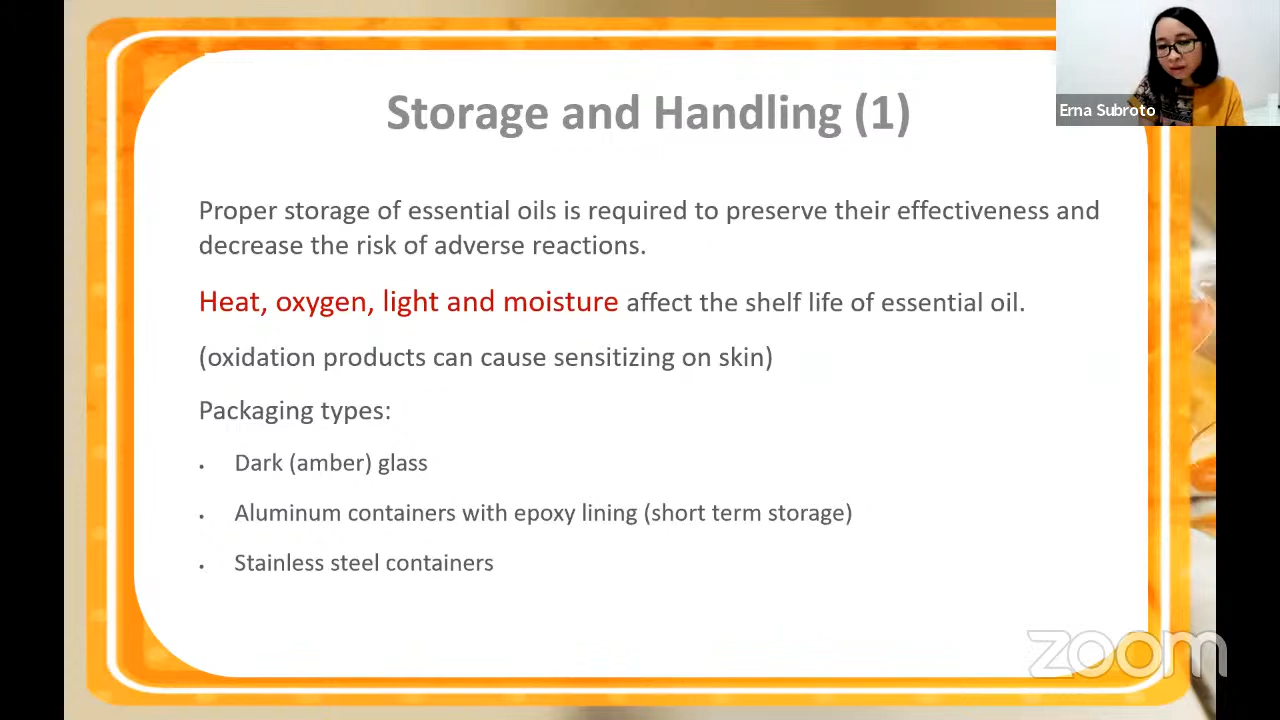 Storage and Handling (1)
Erna Subroto
Proper storage of essential oils is required to preserve their effectiveness and
decrease the risk of adverse reactions.
Heat, oxygen, light and moisture affect the shelf life of essential oil.
(oxidation products can cause sensitizing on skin)
Packaging types:
• Dark (amber) glass
• Aluminum containers with epoxy lining (short term storage)
• Stainless steel containers
zoom